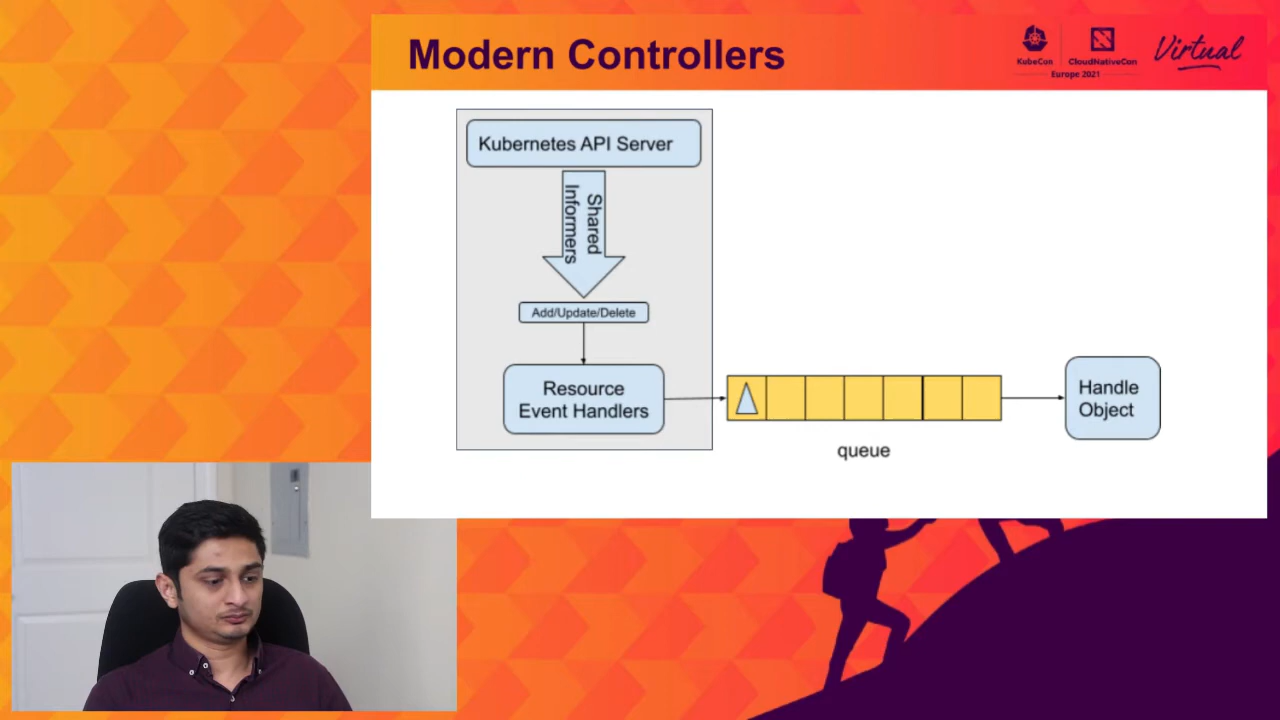 Modern Controllers
KubeCon
CloudNativeCon
Europe 2021
Virtual
Kubernetes API Server
Shared
Informers
Add/Update/Delete
Resource
Event Handlers
queue
Handle
Object